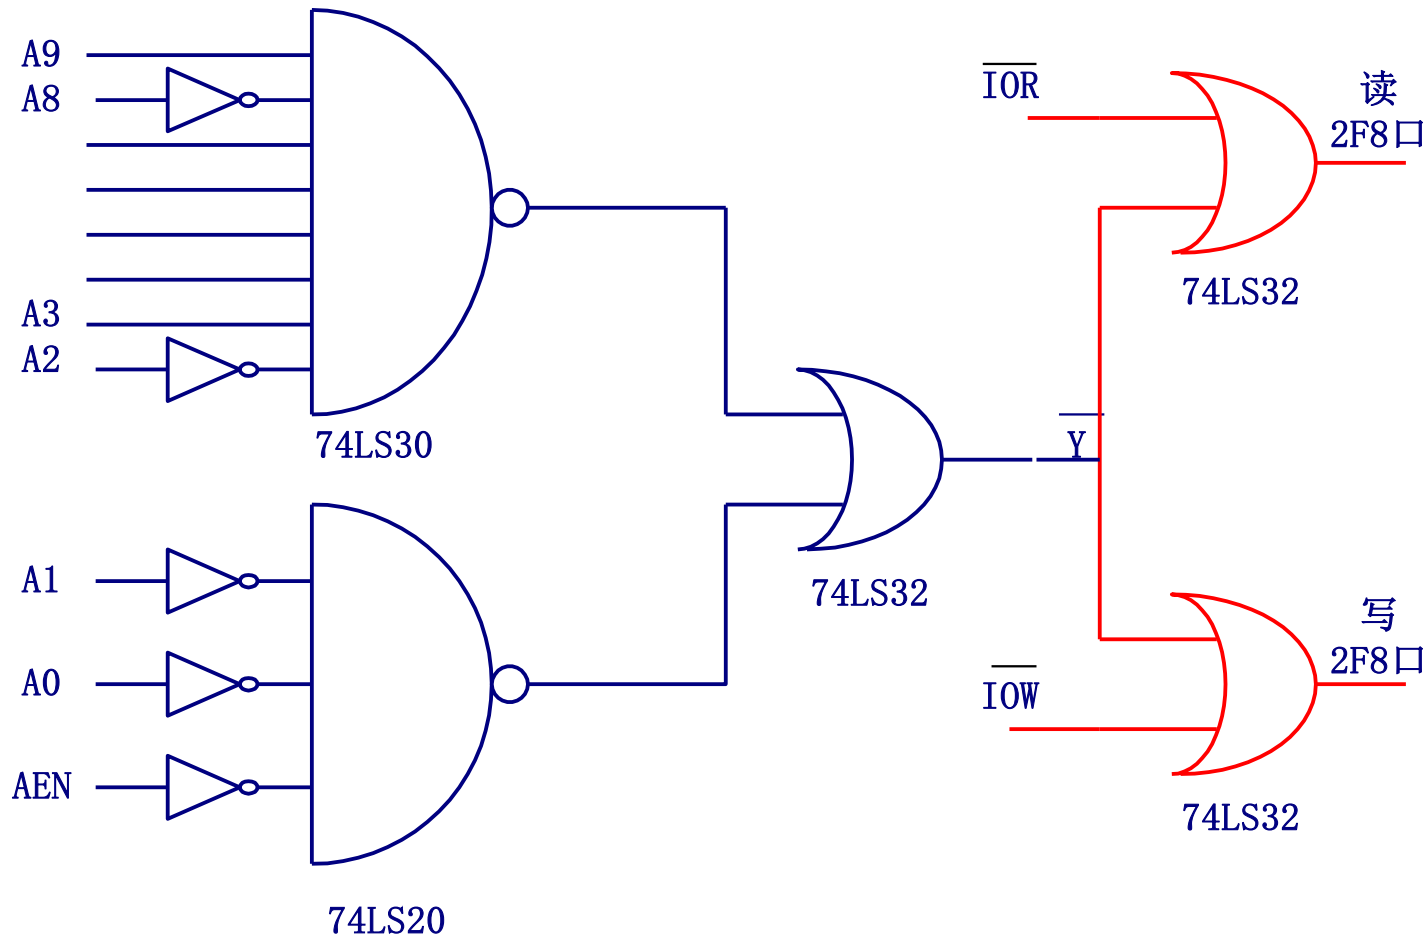 A9
A8
A3
A2
74LS30
A1
A0
AEN
74LS20
74LS32
Y
IOR
读
2F8口
74LS32
写
2F8口
IOW
74LS32